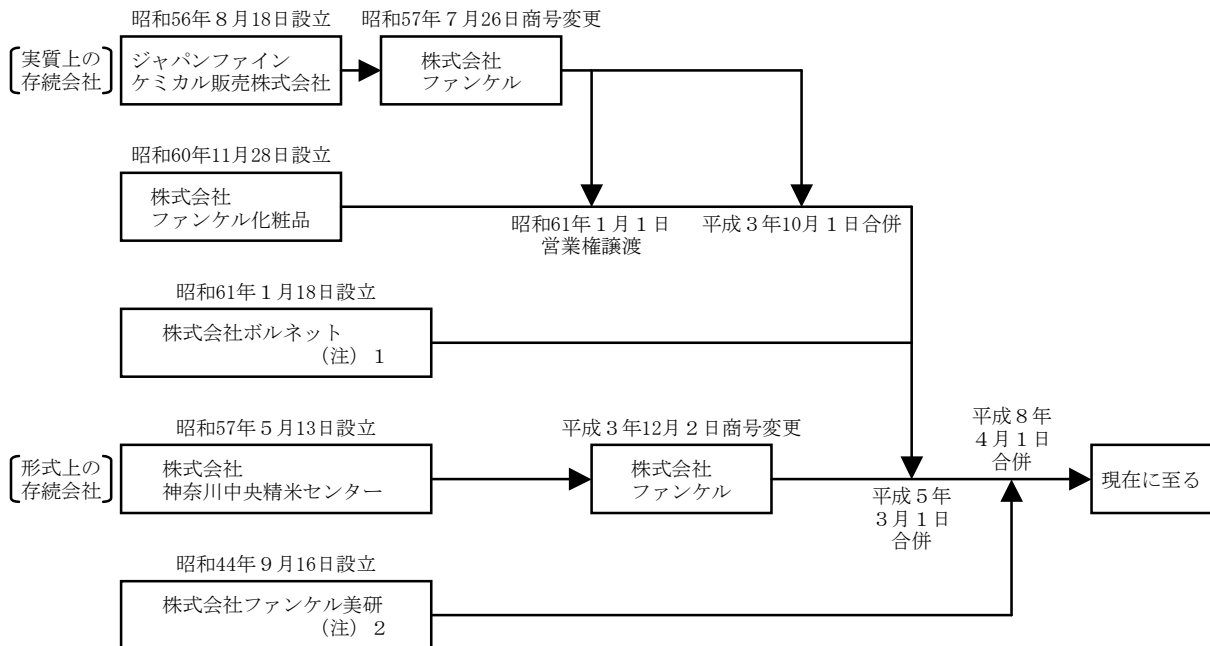 昭和56年８月18日設立
昭和57年７月26日商号変更
実質上の
存続会社
ジャパンファイン
ケミカル販売株式会社
株式会社
ファンケル
昭和60年11月28日設立
株式会社
ファンケル化粧品
昭和61年１月１日
営業権譲渡
平成３年10月１日合併
昭和61年１月18日設立
株式会社ボルネット
（注）１
昭和57年５月13日設立
平成３年12月２日商号変更
平成８年
４月１日
合併
形式上の
存続会社
株式会社
神奈川中央精米センター
株式会社
ファンケル
現在に至る
平成５年
３月１日
合併
昭和44年９月16日設立
株式会社ファンケル美研
（注）２